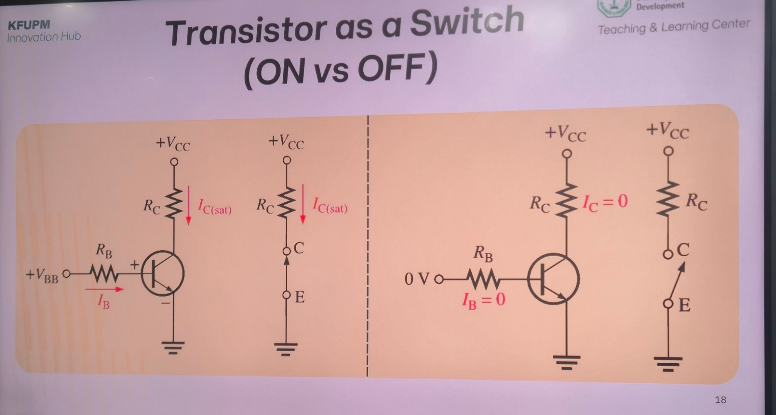 KFUPM
Innovation Hub
Transistor as a Switch
(ON vs OFF)
Development
Teaching & Learning Center
+VCC
+VCC
RC
IC(sat)
RC
IC(sat)
RB
+
C
+VBB
IB
−
E
+VCC
+VCC
RC
IC = 0
RC
RB
C
0 V
IB = 0
E
18